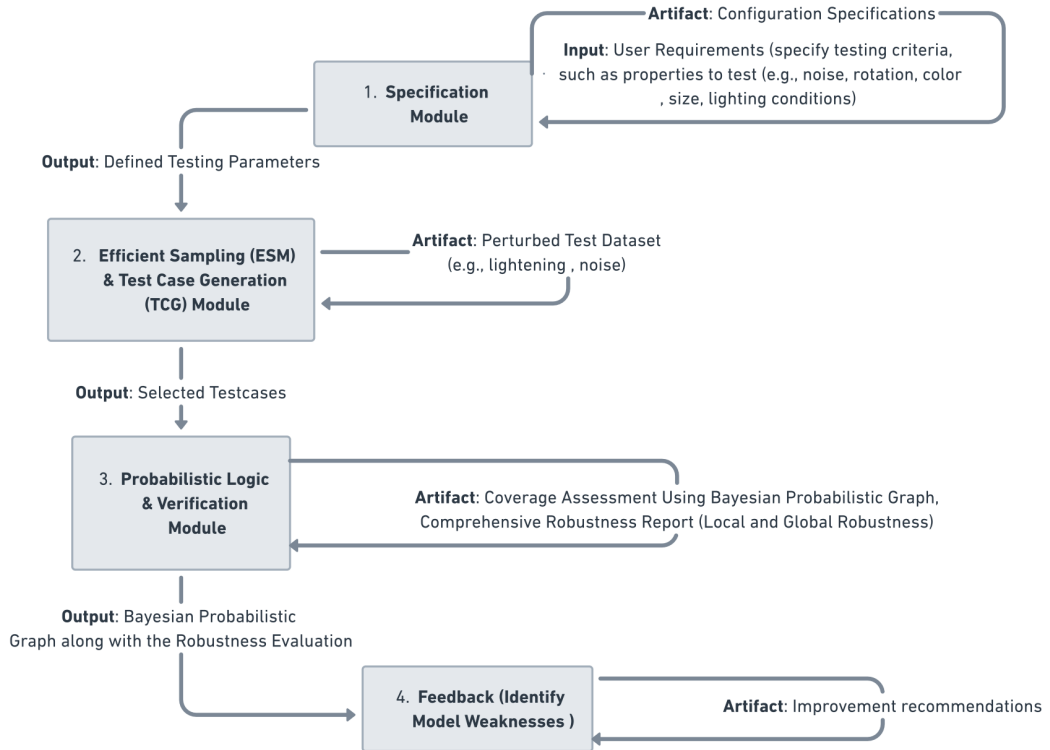 Artifact: Configuration Specifications
Input: User Requirements (specify testing criteria,
such as properties to test (e.g., noise, rotation, color
, size, lighting conditions)
1. Specification
Module
Output: Defined Testing Parameters
2. Efficient Sampling (ESM)
& Test Case Generation
(TCG) Module
Artifact: Perturbed Test Dataset
(e.g., lightening , noise)
Output: Selected Testcases
3. Probabilistic Logic
& Verification
Module
Artifact: Coverage Assessment Using Bayesian Probabilistic Graph,
Comprehensive Robustness Report (Local and Global Robustness)
Output: Bayesian Probabilistic
Graph along with the Robustness Evaluation
4. Feedback (Identify
Model Weaknesses )
Artifact: Improvement recommendations